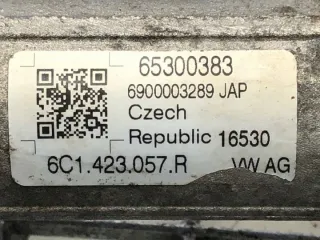 65300383
6900003289 JAP
Czech
Republic 16530
6C1.423.057.R VW AG